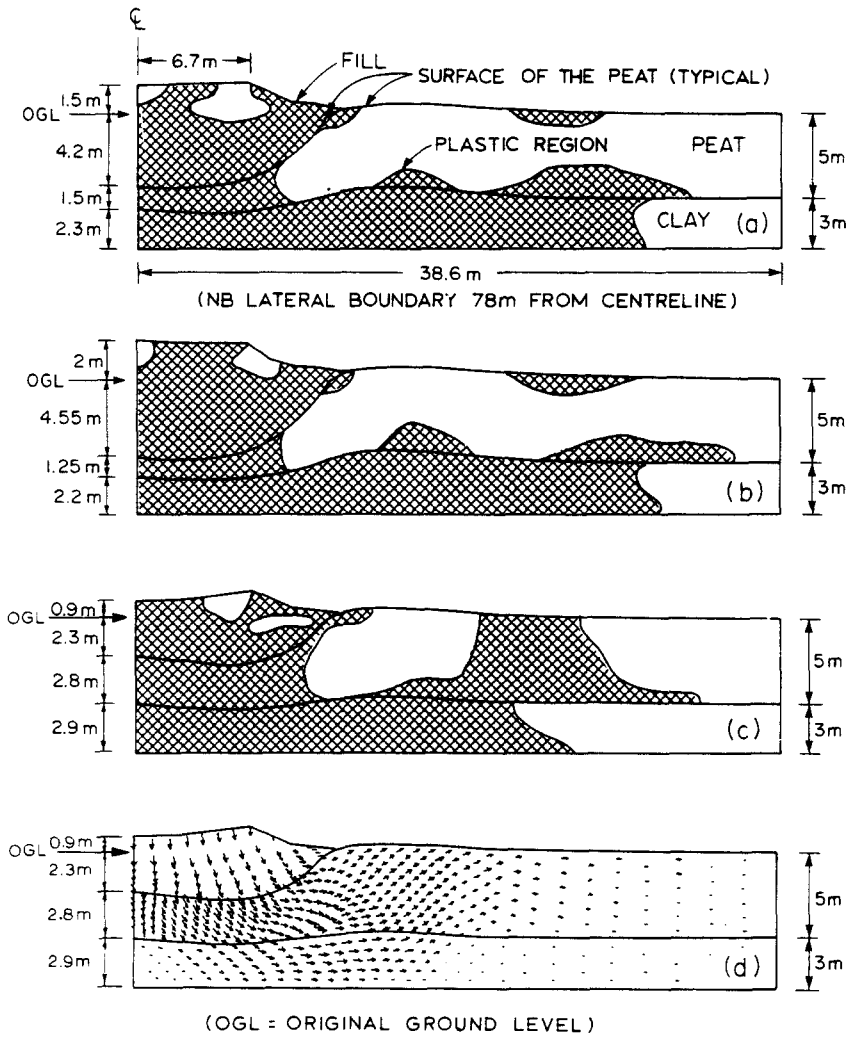 ℄
6.7m
FILL
SURFACE OF THE PEAT (TYPICAL)
1.5m
OGL
4.2m
PLASTIC REGION
PEAT
5m
1.5m
2.3m
CLAY (a)
3m
38.6 m
(NB LATERAL BOUNDARY 78m FROM CENTRELINE)
2m
OGL
4.55m
5m
1.25m
2.2m
(b)
3m
0.9m
OGL
2.3m
5m
2.8m
2.9m
(c)
3m
0.9m
OGL
2.3m
5m
2.8m
2.9m
(d)
3m
(OGL = ORIGINAL GROUND LEVEL)